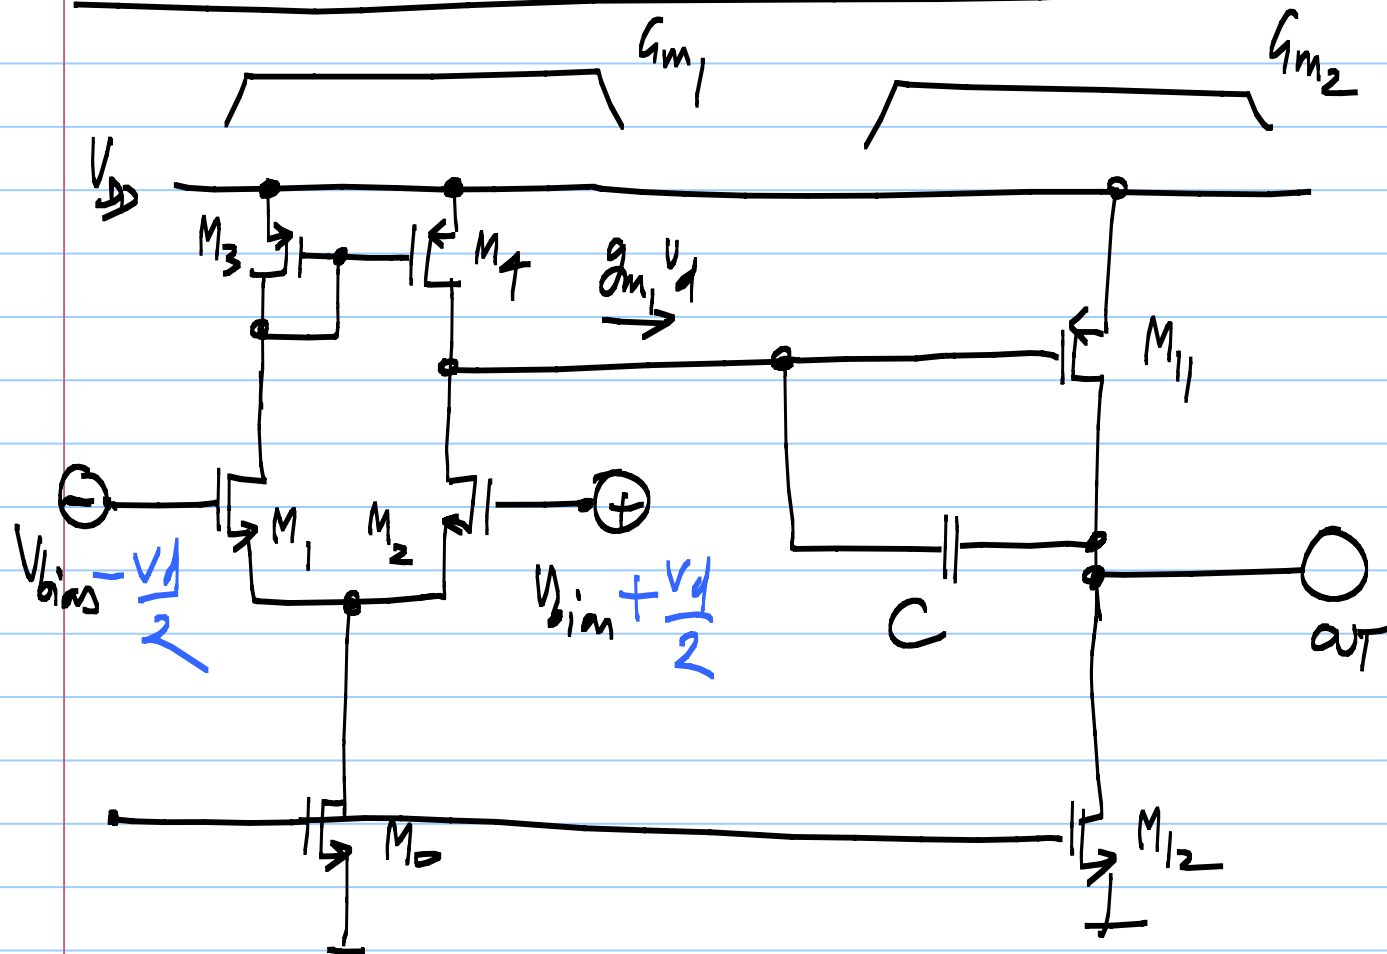 Gm1
Gm2
VDD
M3
M4
gm1 vd
M11
−
M1
M2
+
Vbias − vd/2
Vbias + vd/2
C
OUT
M0
M12